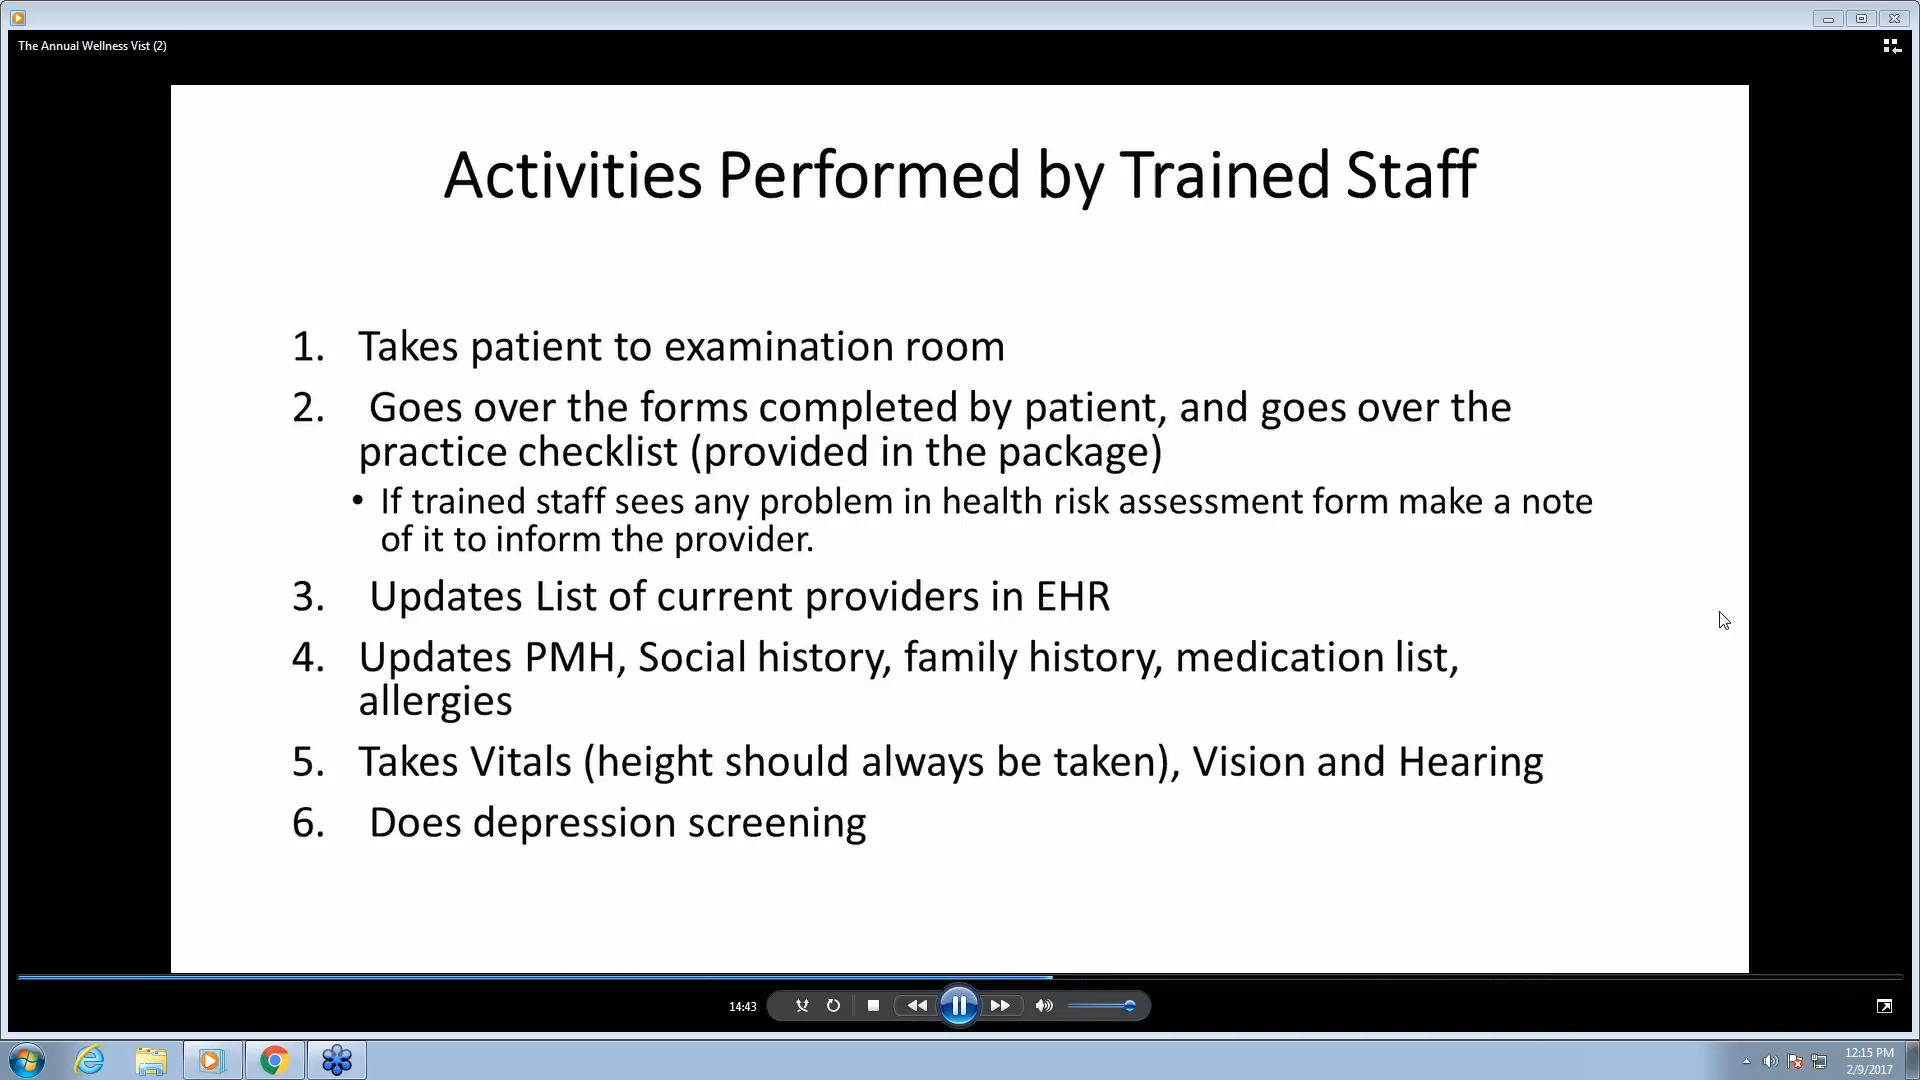 The Annual Wellness Vist (2)
Activities Performed by Trained Staff
1. Takes patient to examination room
2. Goes over the forms completed by patient, and goes over the
practice checklist (provided in the package)
• If trained staff sees any problem in health risk assessment form make a note
of it to inform the provider.
3. Updates List of current providers in EHR
4. Updates PMH, Social history, family history, medication list,
allergies
5. Takes Vitals (height should always be taken), Vision and Hearing
6. Does depression screening
14:43
12:15 PM
2/9/2017